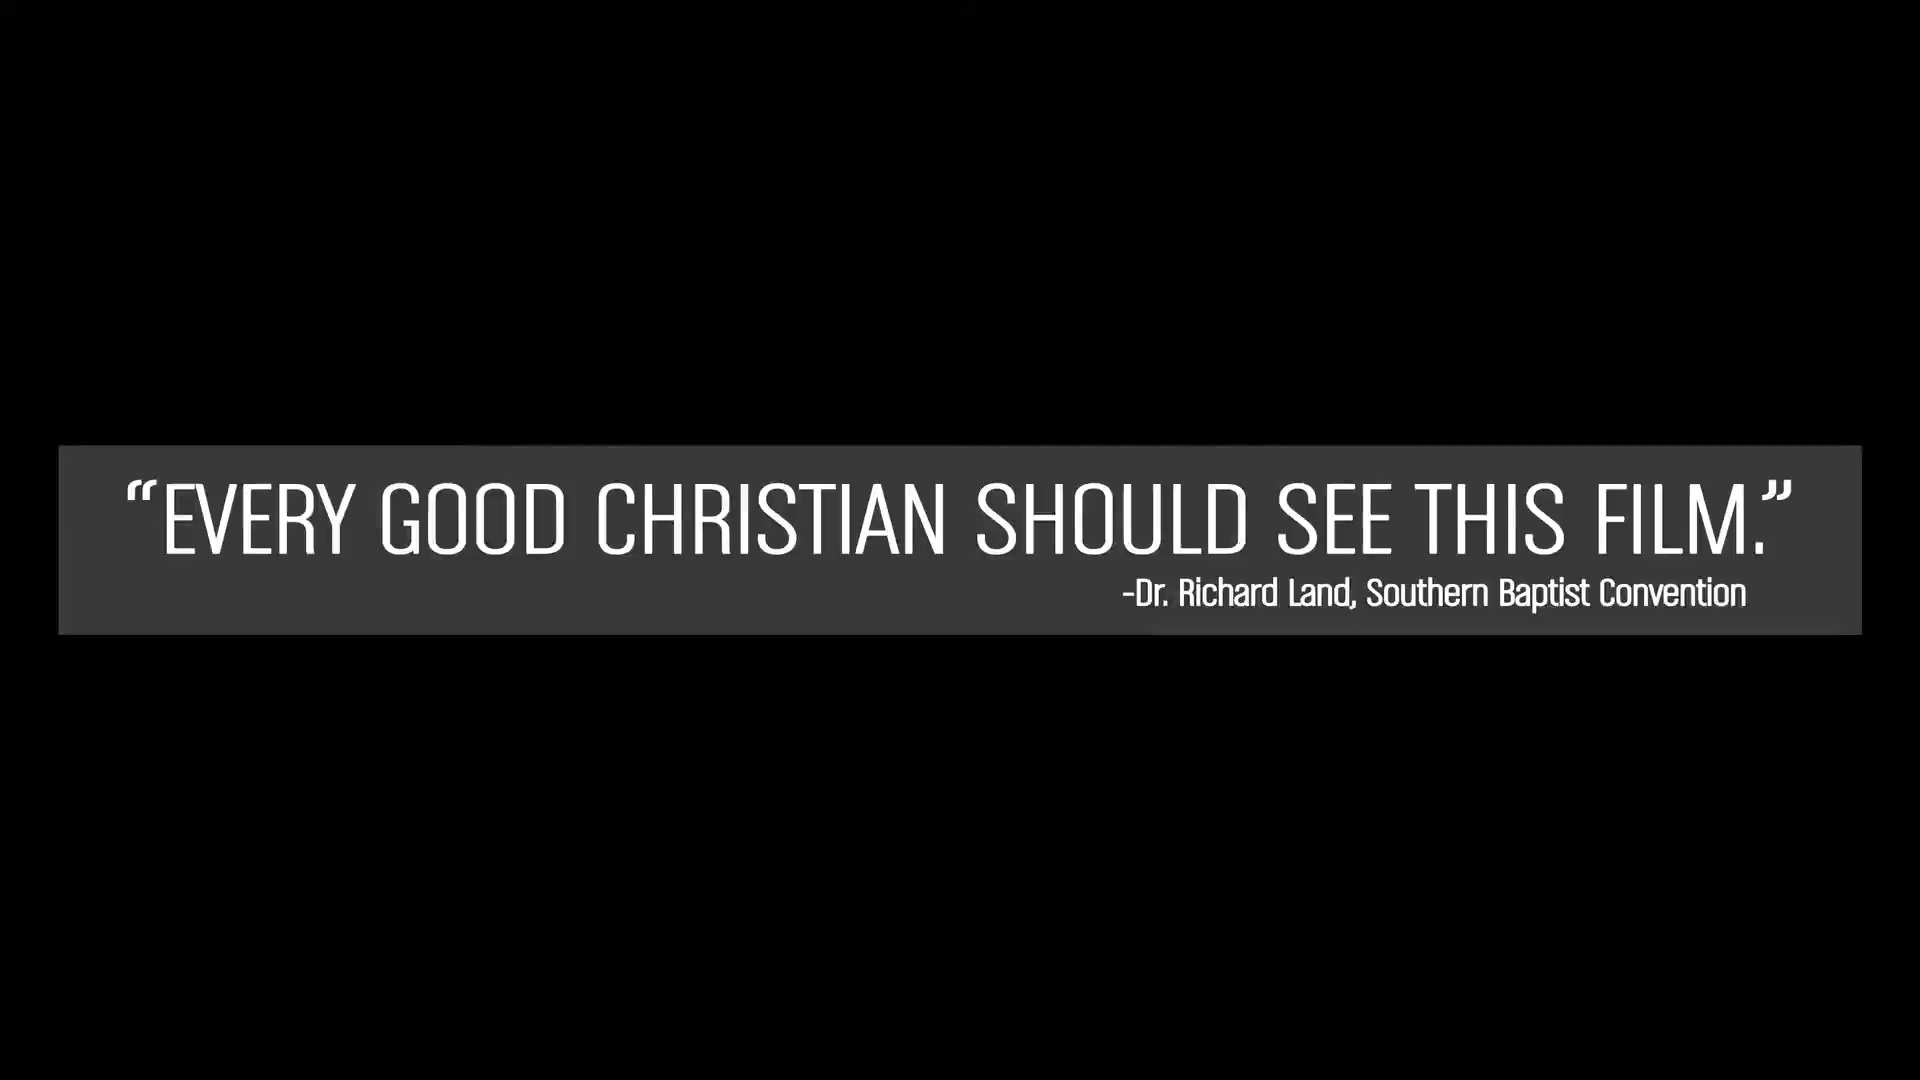 “EVERY GOOD CHRISTIAN SHOULD SEE THIS FILM.”
-Dr. Richard Land, Southern Baptist Convention